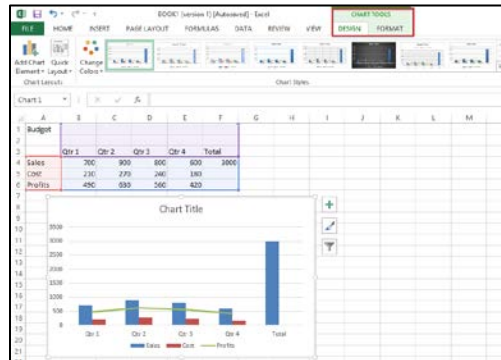 BOOK1 (version 1) [Autosaved] - Excel
CHART TOOLS
FILE HOME INSERT PAGE LAYOUT FORMULAS DATA REVIEW VIEW DESIGN FORMAT
Add Chart Element Quick Layout Change Colors
Chart Layouts Chart Styles
Chart 1 fx
A B C D E F G H I J K L M
1 Budget
2
3 Qtr 1 Qtr 2 Qtr 3 Qtr 4 Total
4 Sales 700 900 800 600 3000
5 Cost 210 270 240 180
6 Profits 490 630 560 420
7
8 Chart Title
9
10 3500
11 3000
12 2500
13 2000
14
15 1500
16 1000
17 500
18 0
19 Qtr 1 Qtr 2 Qtr 3 Qtr 4 Total
20 Sales Cost Profits
21